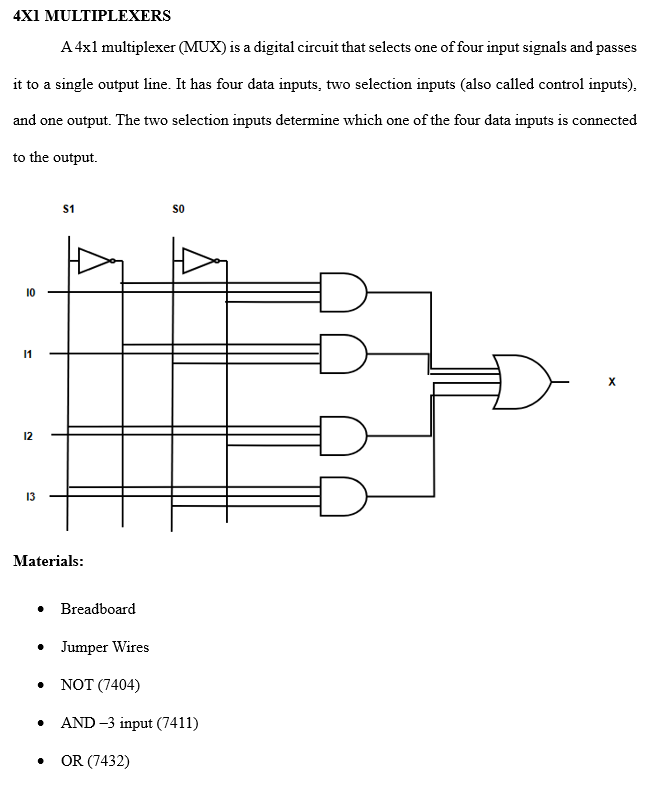 4X1 MULTIPLEXERS
A 4x1 multiplexer (MUX) is a digital circuit that selects one of four input signals and passes
it to a single output line. It has four data inputs, two selection inputs (also called control inputs),
and one output. The two selection inputs determine which one of the four data inputs is connected
to the output.
S1 S0
I0
I1
X
I2
I3
Materials:
• Breadboard
• Jumper Wires
• NOT (7404)
• AND –3 input (7411)
• OR (7432)